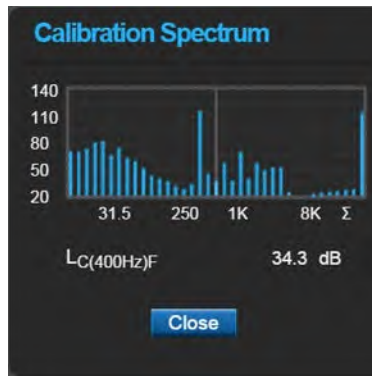 Calibration Spectrum
140
110
80
50
20
31.5 250 1K 8K Σ
LC(400Hz)F 34.3 dB
Close